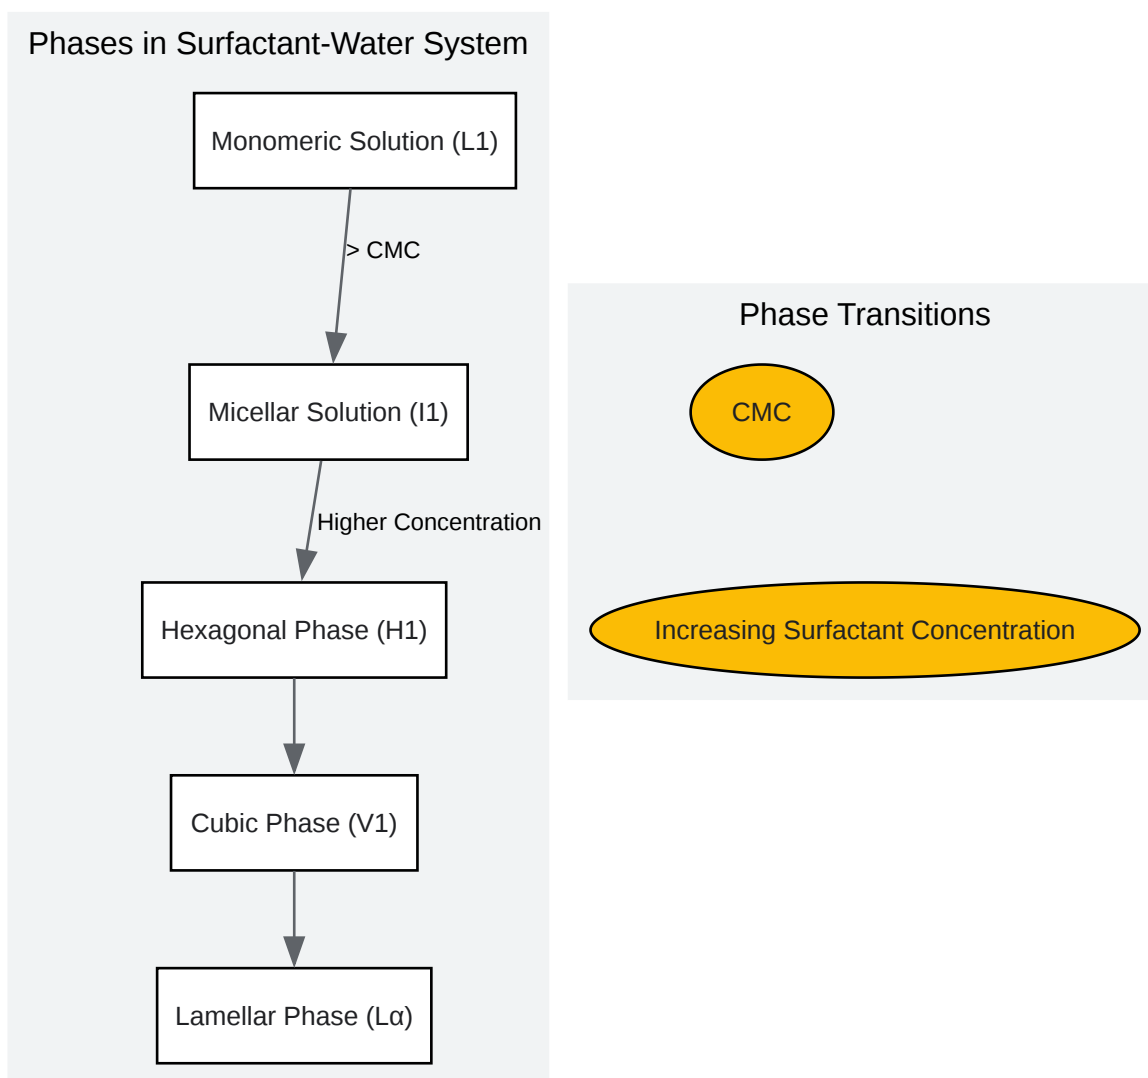 Phases in Surfactant-Water System
Monomeric Solution (L1)
> CMC
Micellar Solution (I1)
Higher Concentration
Hexagonal Phase (H1)
Cubic Phase (V1)
Lamellar Phase (Lα)
Phase Transitions
CMC
Increasing Surfactant Concentration